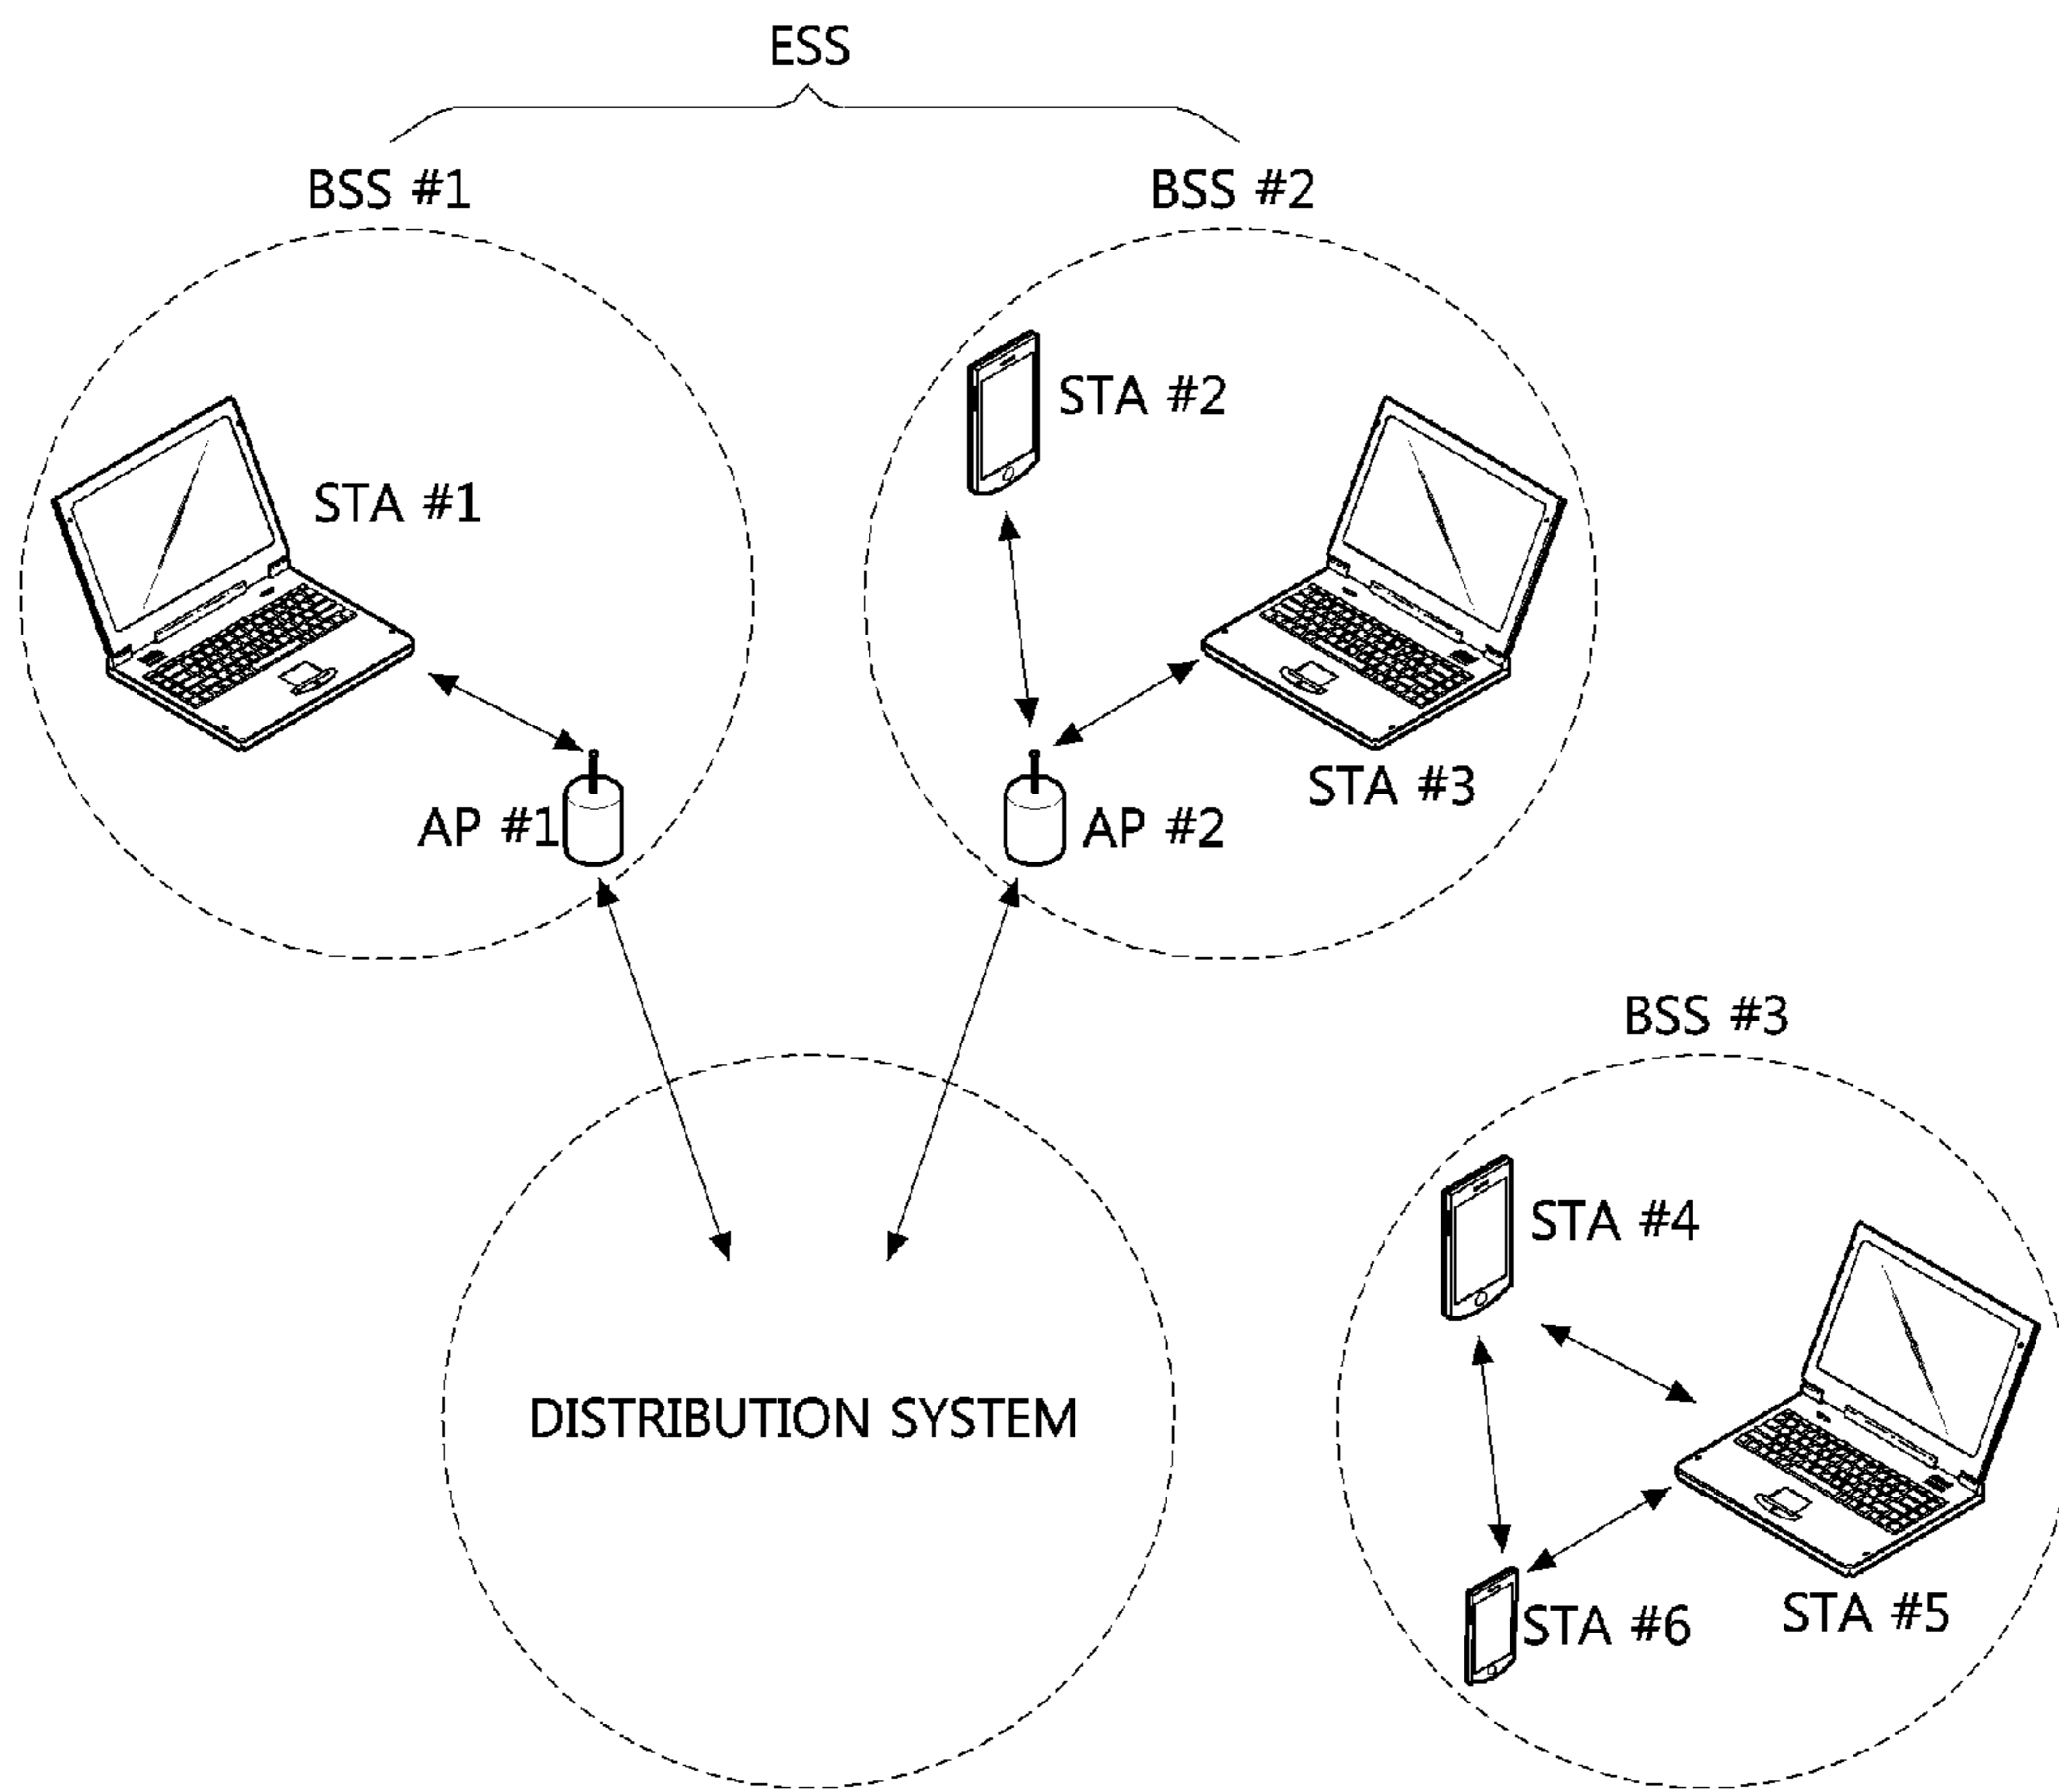 ESS
BSS #1
BSS #2
STA #2
STA #1
STA #3
AP #1
AP #2
BSS #3
STA #4
DISTRIBUTION SYSTEM
STA #5
STA #6